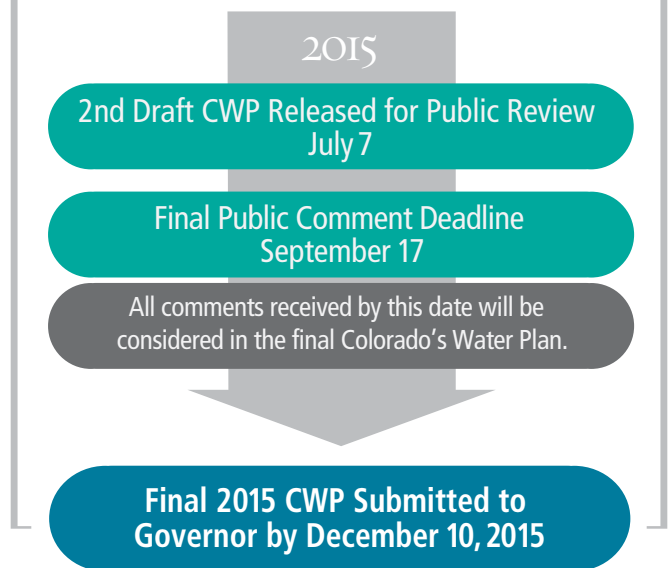 2015
2nd Draft CWP Released for Public Review
July 7
Final Public Comment Deadline
September 17
All comments received by this date will be
considered in the final Colorado’s Water Plan.
Final 2015 CWP Submitted to
Governor by December 10, 2015